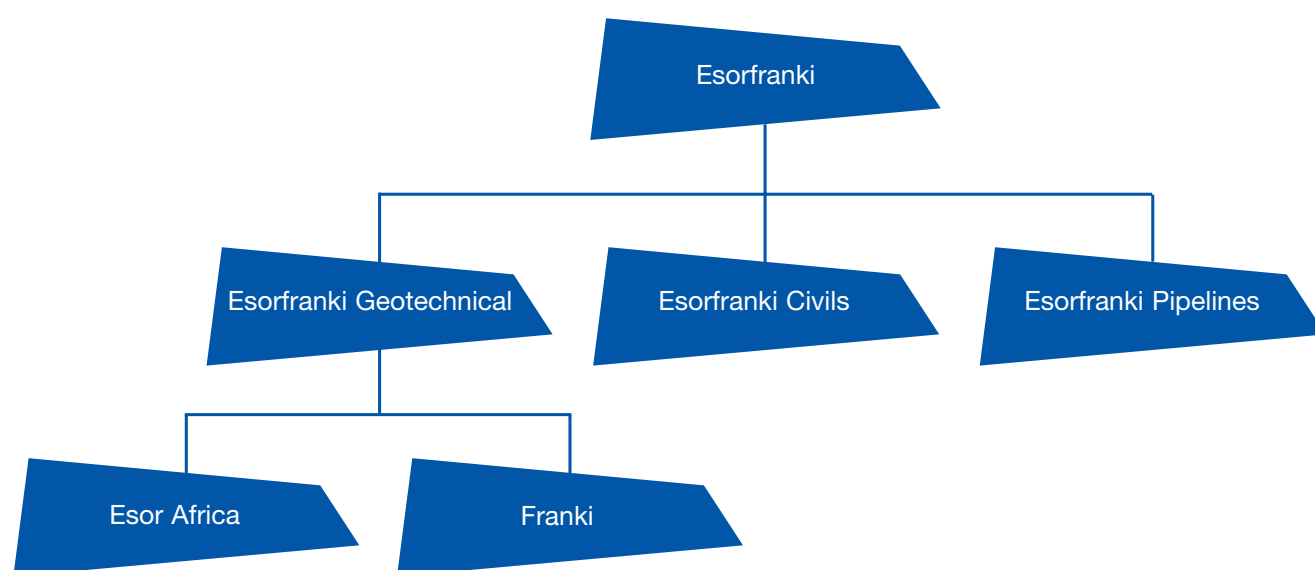 Esorfranki
Esorfranki Geotechnical
Esorfranki Civils
Esorfranki Pipelines
Esor Africa
Franki